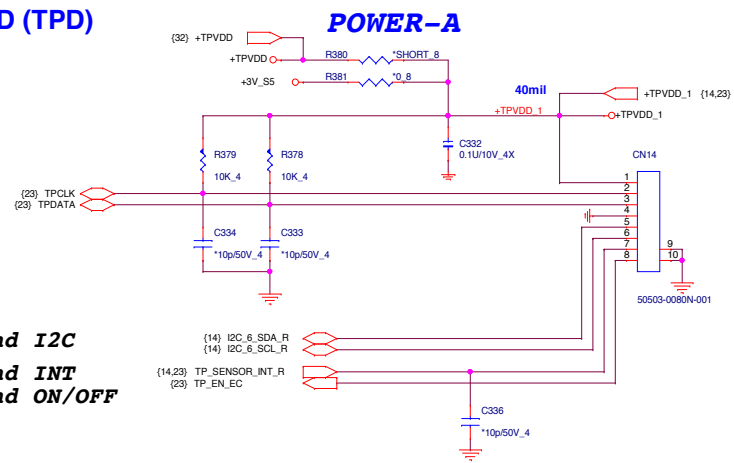 D (TPD)
POWER-A
{32} +TPVDD
+TPVDD
R380
*SHORT_8
+3V_S5
R381
*0_8
40mil
+TPVDD_1 {14,23}
+TPVDD_1
+TPVDD_1
R379
10K_4
R378
10K_4
C332
0.1U/10V_4X
CN14
{23} TPCLK
{23} TPDATA
1
2
3
4
5
6
7
8
9
10
C334
*10p/50V_4
C333
*10p/50V_4
50503-0080N-001
ad I2C
{14} I2C_6_SDA_R
{14} I2C_6_SCL_R
ad INT
{14,23} TP_SENSOR_INT_R
ad ON/OFF
{23} TP_EN_EC
C336
*10p/50V_4